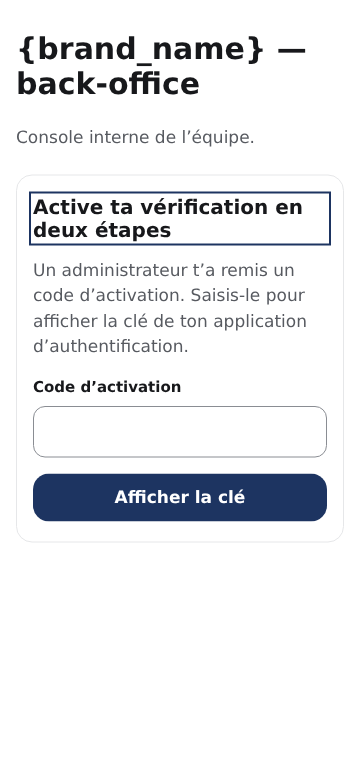 {brand_name} —
back-office
Console interne de l’équipe.
Active ta vérification en
deux étapes
Un administrateur t’a remis un
code d’activation. Saisis-le pour
afficher la clé de ton application
d’authentification.
Code d’activation
Afficher la clé